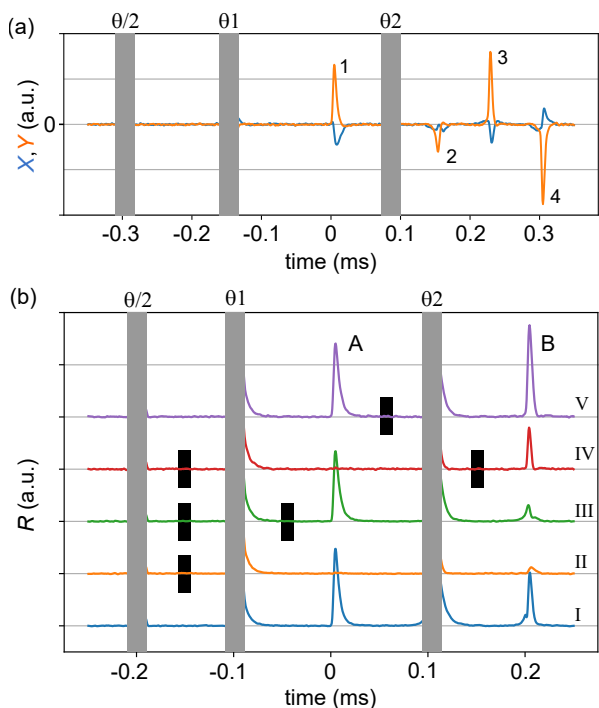 (a)
θ/2 θ1 θ2
X,Y (a.u.)
0
1
2
3
4
-0.3 -0.2 -0.1 0 0.1 0.2 0.3
time (ms)
(b)
θ/2 θ1 θ2
R (a.u.)
A B
V
IV
III
II
I
-0.2 -0.1 0 0.1 0.2
time (ms)